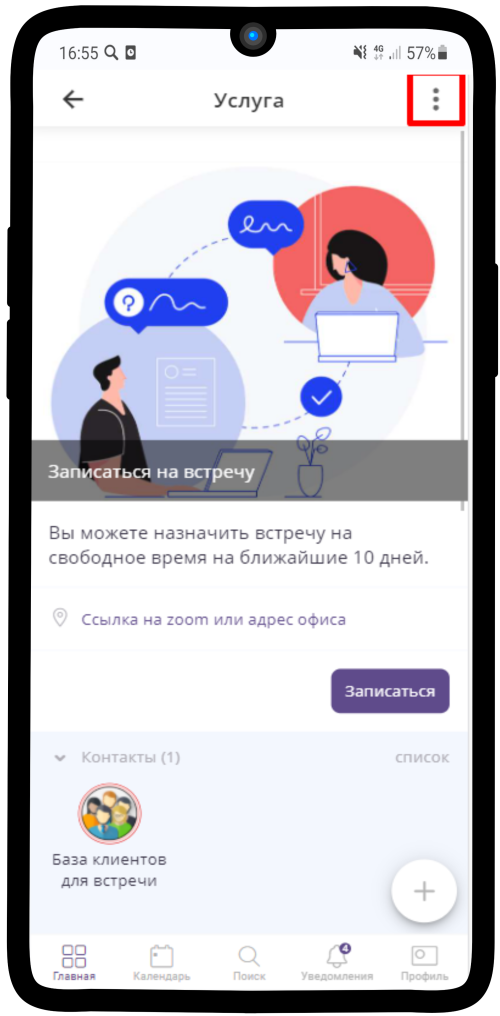 16:55 4G 57%
Услуга
?
Записаться на встречу
Вы можете назначить встречу на
свободное время на ближайшие 10 дней.
Ссылка на zoom или адрес офиса
Записаться
Контакты (1) список
База клиентов
для встречи
4
Главная Календарь Поиск Уведомления Профиль